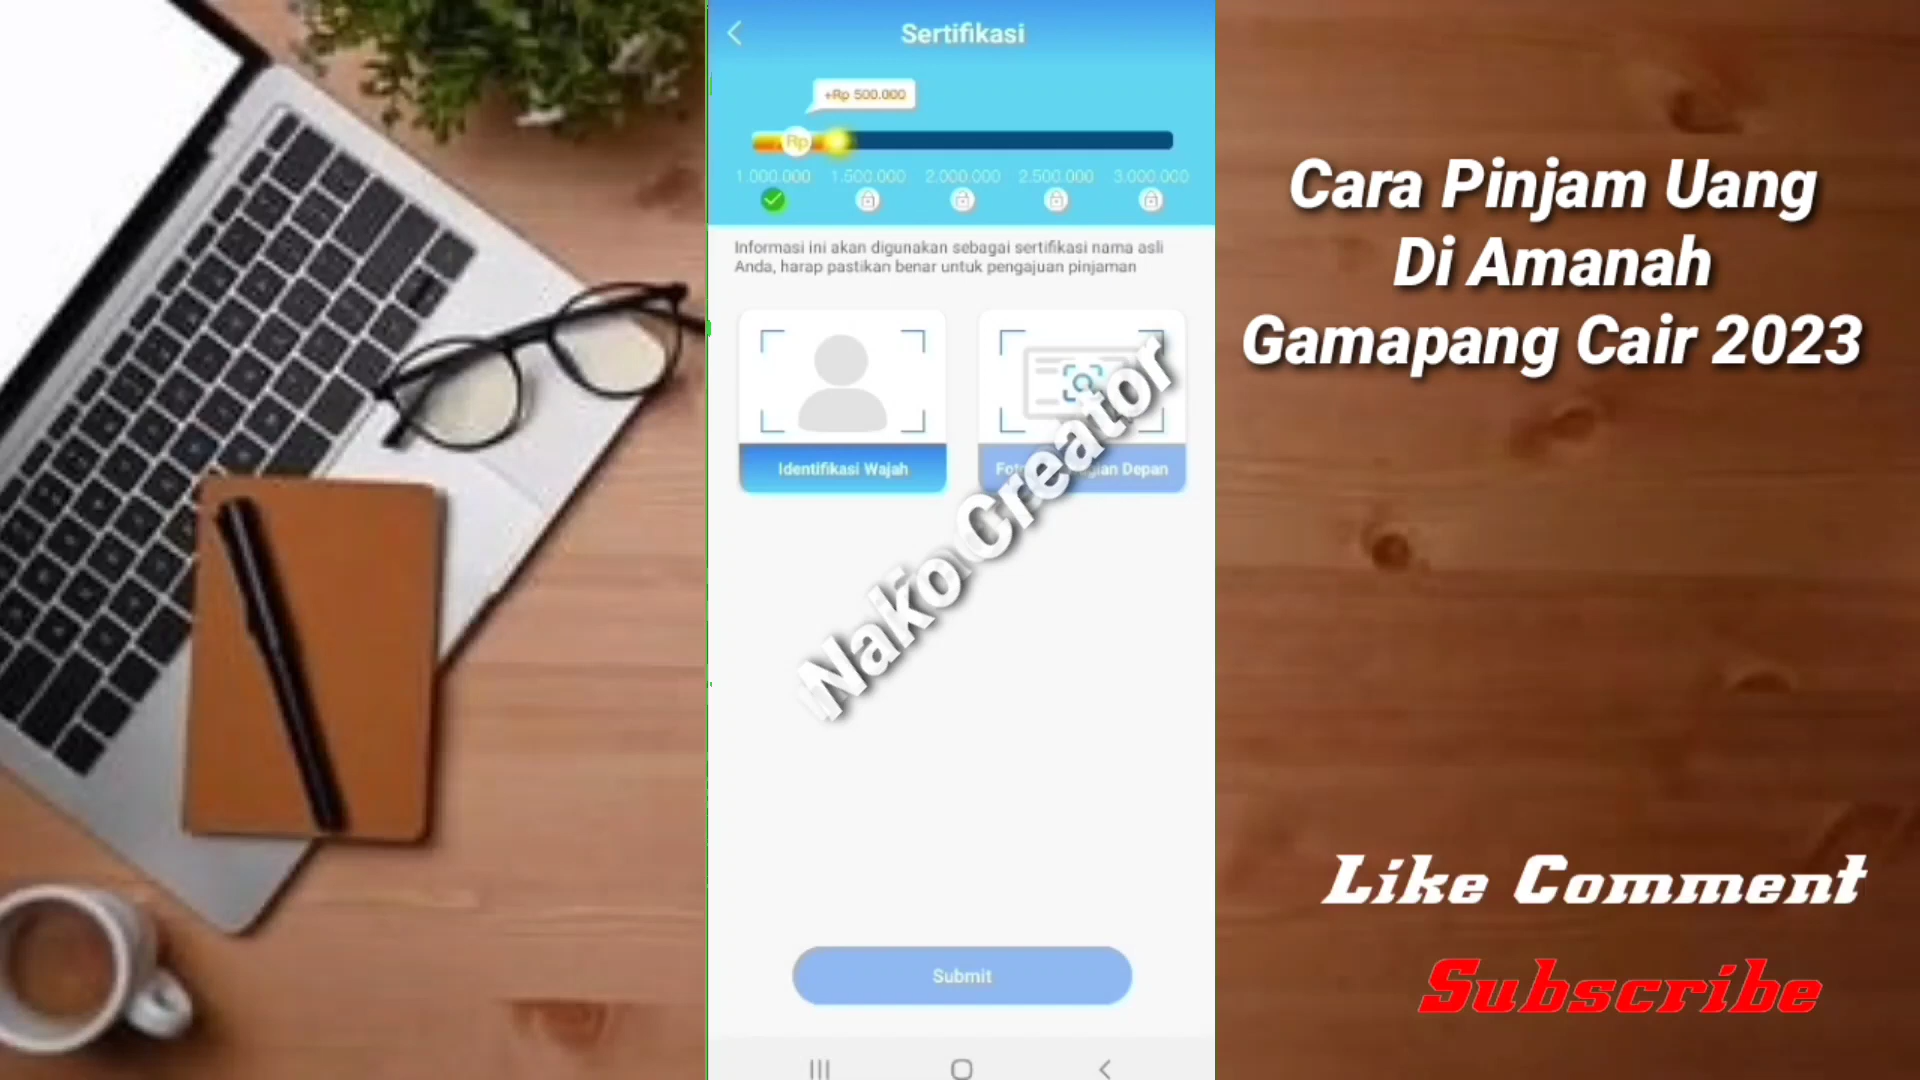 Sertifikasi
+Rp 500.000
Rp
1.000.000 1.500.000 2.000.000 2.500.000 3.000.000
Informasi ini akan digunakan sebagai sertifikasi nama asli
Anda, harap pastikan benar untuk pengajuan pinjaman
Identifikasi Wajah
Depan
Nako Creator
Submit
Cara Pinjam Uang
Di Amanah
Gamapang Cair 2023
Like Comment
Subscribe